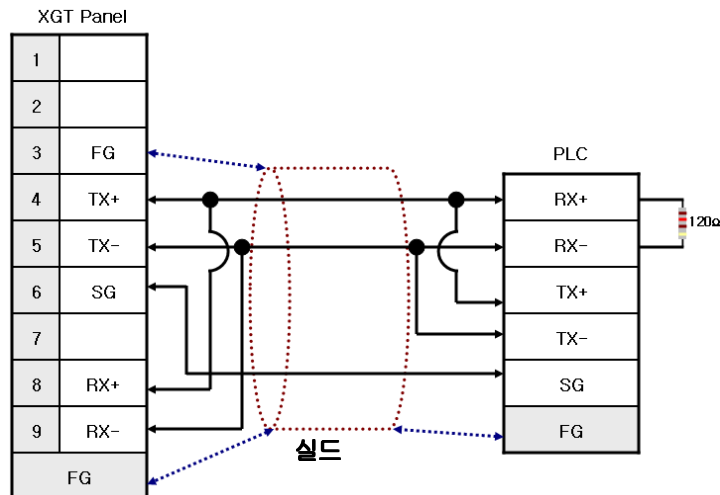 XGT Panel
1
2
3 FG
4 TX+
5 TX-
6 SG
7
8 RX+
9 RX-
FG
실드
PLC
RX+
RX-
TX+
TX-
SG
FG
120Ω